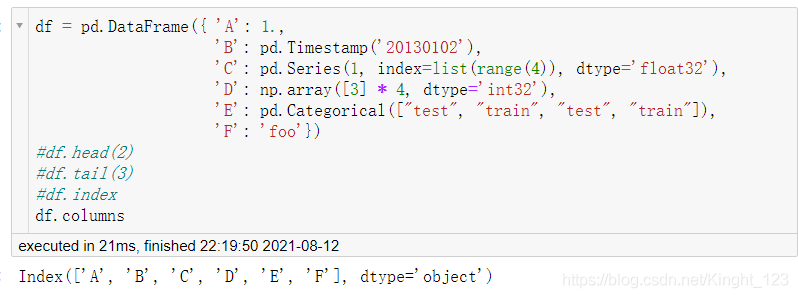 df = pd.DataFrame({ 'A': 1.,
'B': pd.Timestamp('20130102'),
'C': pd.Series(1, index=list(range(4)), dtype='float32'),
'D': np.array([3] * 4, dtype='int32'),
'E': pd.Categorical(["test", "train", "test", "train"]),
'F': 'foo'})
#df.head(2)
#df.tail(3)
#df.index
df.columns
executed in 21ms, finished 22:19:50 2021-08-12
Index(['A', 'B', 'C', 'D', 'E', 'F'], dtype='object')
https://blog.csdn.net/Kinght_123